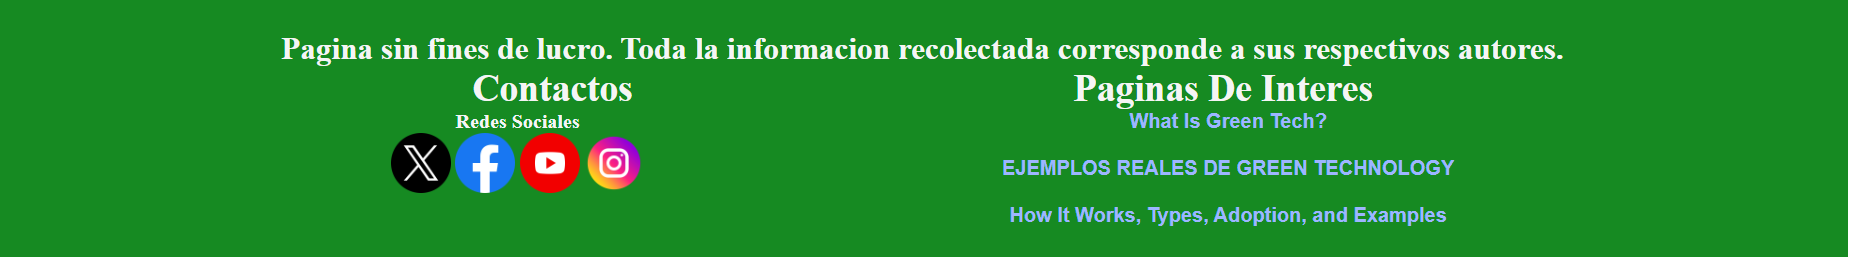 Pagina sin fines de lucro. Toda la informacion recolectada corresponde a sus respectivos autores.
Contactos
Redes Sociales
Paginas De Interes
What Is Green Tech?
EJEMPLOS REALES DE GREEN TECHNOLOGY
How It Works, Types, Adoption, and Examples